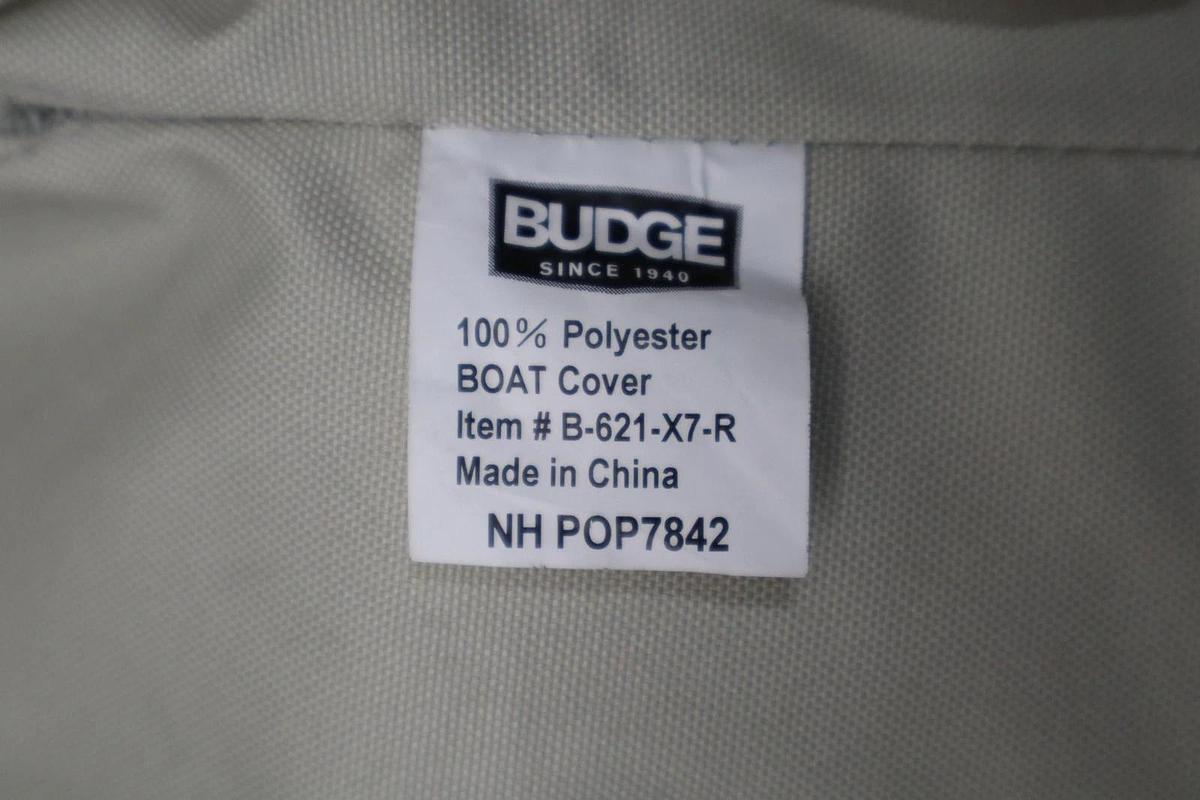 BUDGE
SINCE 1940
100% Polyester
BOAT Cover
Item # B-621-X7-R
Made in China
NH POP7842